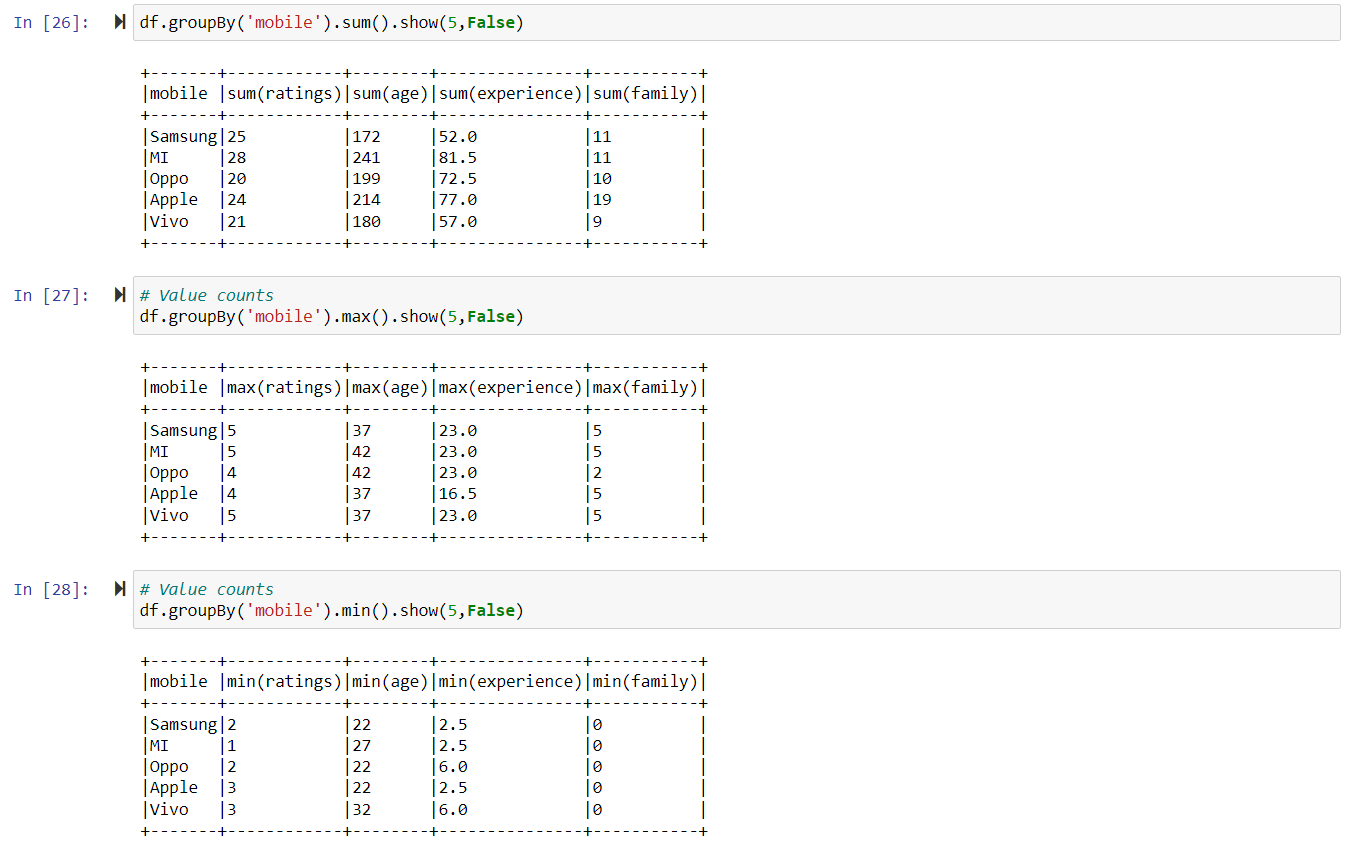 In [26]: df.groupBy('mobile').sum().show(5,False)
+-------+------------+--------+---------------+-----------+
|mobile |sum(ratings)|sum(age)|sum(experience)|sum(family)|
+-------+------------+--------+---------------+-----------+
|Samsung|25          |172     |52.0           |11         |
|MI     |28          |241     |81.5           |11         |
|Oppo   |20          |199     |72.5           |10         |
|Apple  |24          |214     |77.0           |19         |
|Vivo   |21          |180     |57.0           |9          |
+-------+------------+--------+---------------+-----------+
In [27]: # Value counts
df.groupBy('mobile').max().show(5,False)
+-------+------------+--------+---------------+-----------+
|mobile |max(ratings)|max(age)|max(experience)|max(family)|
+-------+------------+--------+---------------+-----------+
|Samsung|5           |37      |23.0           |5          |
|MI     |5           |42      |23.0           |5          |
|Oppo   |4           |42      |23.0           |2          |
|Apple  |4           |37      |16.5           |5          |
|Vivo   |5           |37      |23.0           |5          |
+-------+------------+--------+---------------+-----------+
In [28]: # Value counts
df.groupBy('mobile').min().show(5,False)
+-------+------------+--------+---------------+-----------+
|mobile |min(ratings)|min(age)|min(experience)|min(family)|
+-------+------------+--------+---------------+-----------+
|Samsung|2           |22      |2.5            |0          |
|MI     |1           |27      |2.5            |0          |
|Oppo   |2           |22      |6.0            |0          |
|Apple  |3           |22      |2.5            |0          |
|Vivo   |3           |32      |6.0            |0          |
+-------+------------+--------+---------------+-----------+